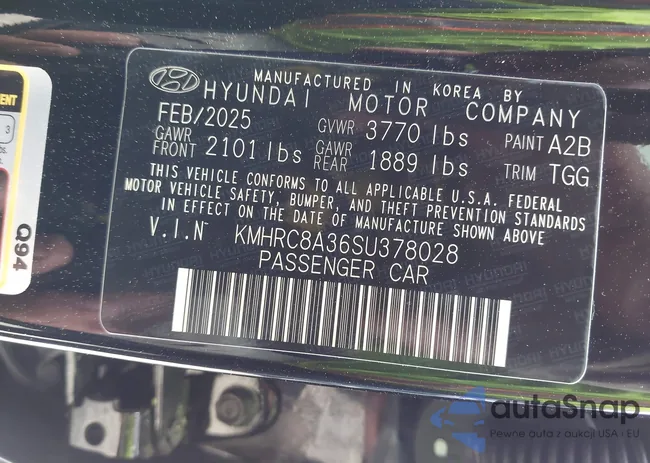 MANUFACTURED IN KOREA BY
HYUNDAI MOTOR COMPANY
FEB/2025 GVWR 3770 lbs PAINT A2B
GAWR FRONT 2101 lbs GAWR REAR 1889 lbs TRIM TGG
THIS VEHICLE CONFORMS TO ALL APPLICABLE U.S.A. FEDERAL
MOTOR VEHICLE SAFETY, BUMPER, AND THEFT PREVENTION STANDARDS
IN EFFECT ON THE DATE OF MANUFACTURE SHOWN ABOVE.
V.I.N KMHRC8A36SU378028
PASSENGER CAR
Q94
3
autaSnap
Pewne auta z aukcji USA i EU